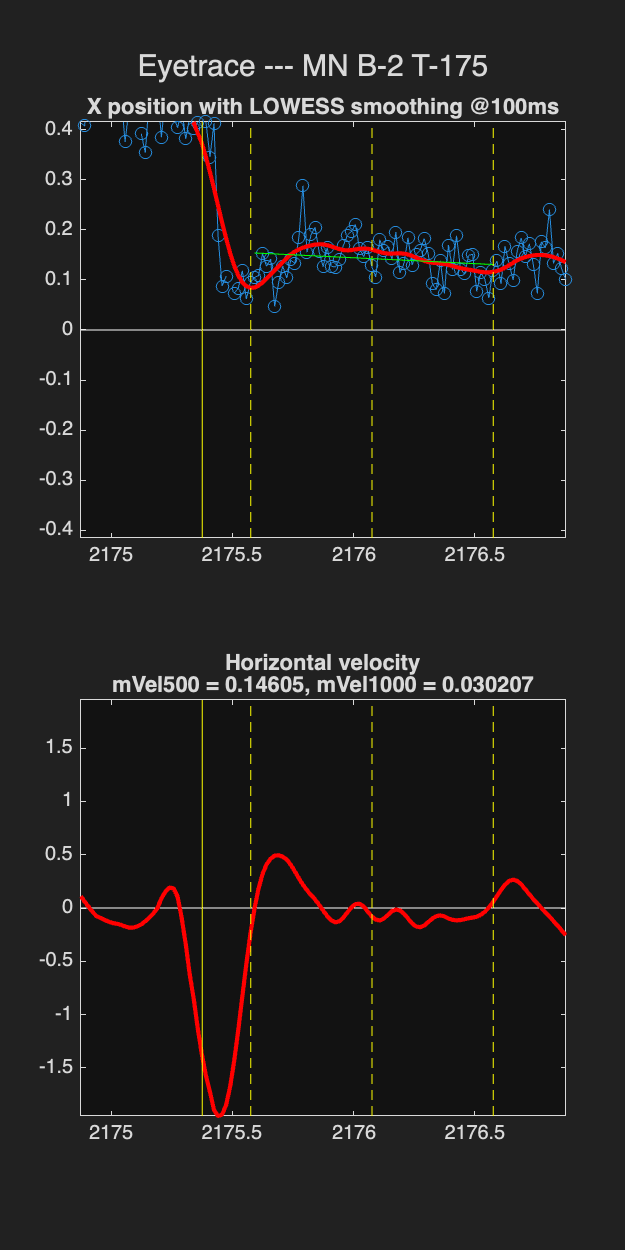 Eyetrace --- MN B-2 T-175
X position with LOWESS smoothing @100ms
0.4
0.3
0.2
0.1
0
-0.1
-0.2
-0.3
-0.4
2175 2175.5 2176 2176.5
Horizontal velocity
mVel500 = 0.14605, mVel1000 = 0.030207
1.5
1
0.5
0
-0.5
-1
-1.5
2175 2175.5 2176 2176.5